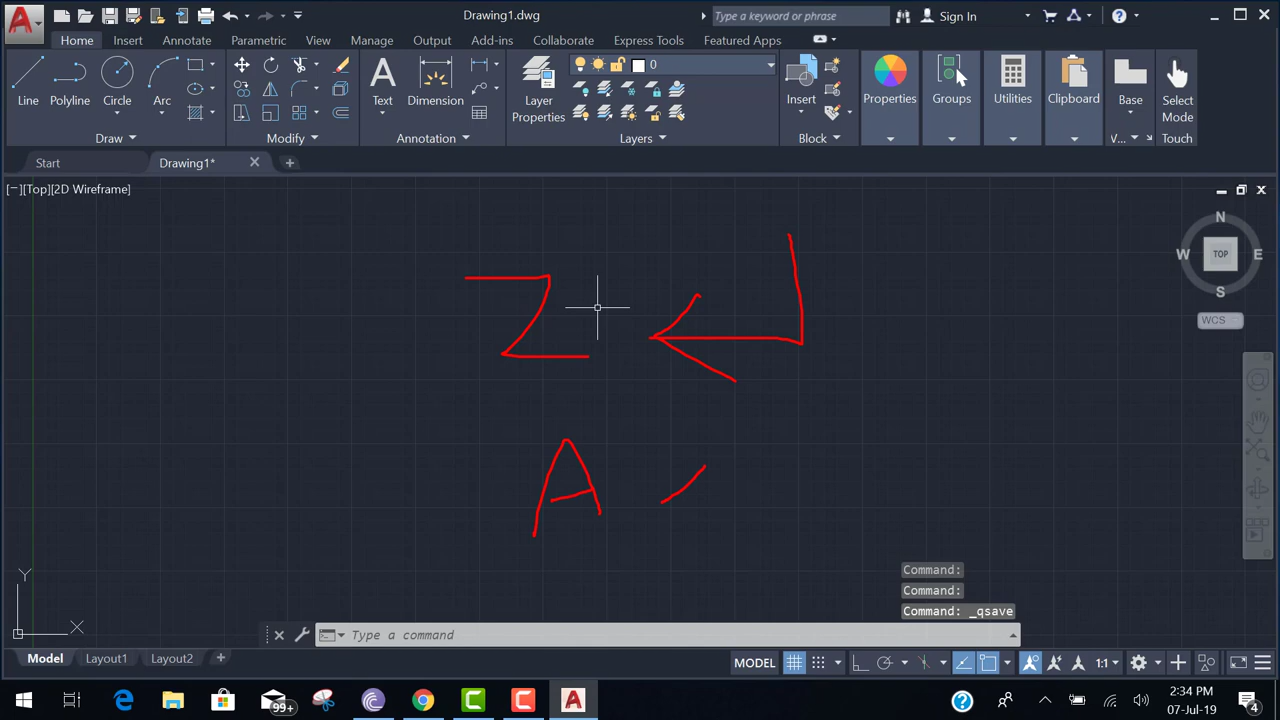 Drawing1.dwg
Type a keyword or phrase
Sign In
Home Insert Annotate Parametric View Manage Output Add-ins Collaborate Express Tools Featured Apps
0
Line Polyline Circle Arc Text Dimension Layer Properties Insert Properties Groups Utilities Clipboard Base Select Mode
Draw Modify Annotation Layers Block V... Touch
Start Drawing1*
[−][Top][2D Wireframe]
N
W TOP E
S
WCS
Z
A
Y
X
Command:
Command:
Command: _qsave
Type a command
Model Layout1 Layout2 MODEL 1:1
99+
2:34 PM
07-Jul-19
4